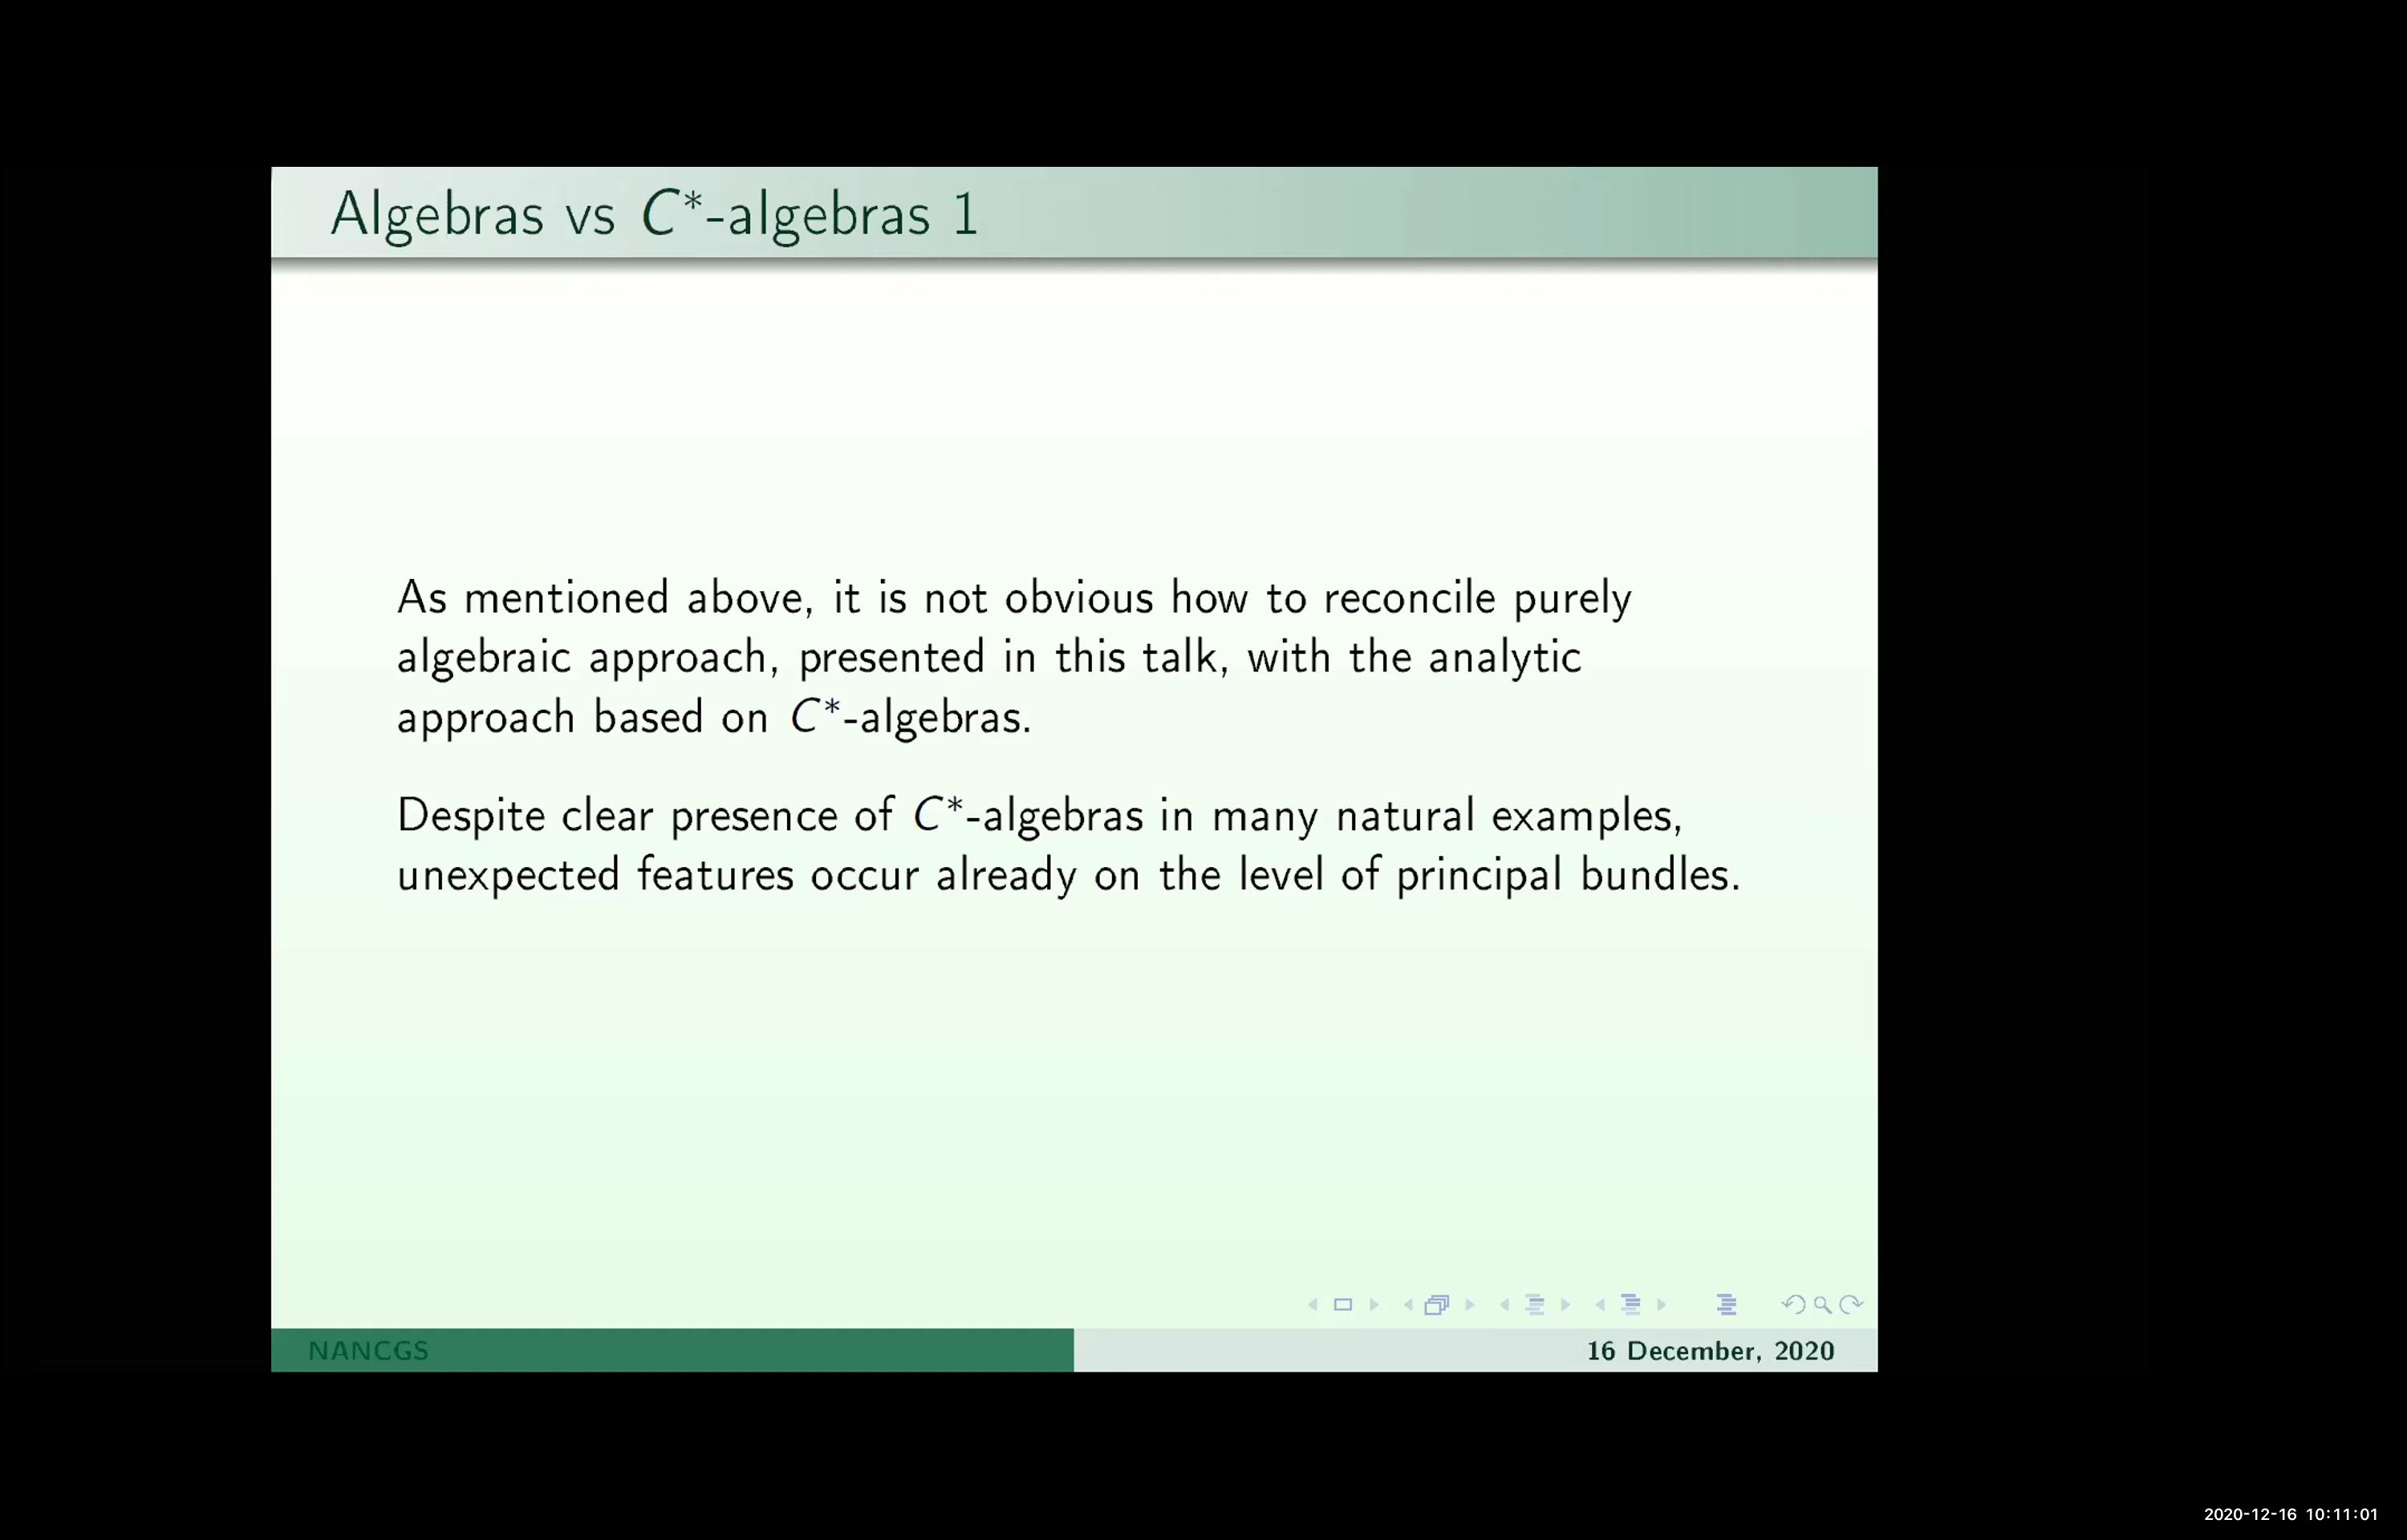 Algebras vs C*-algebras 1
As mentioned above, it is not obvious how to reconcile purely
algebraic approach, presented in this talk, with the analytic
approach based on C*-algebras.
Despite clear presence of C*-algebras in many natural examples,
unexpected features occur already on the level of principal bundles.
NANCGS
16 December, 2020
2020-12-16 10:11:01